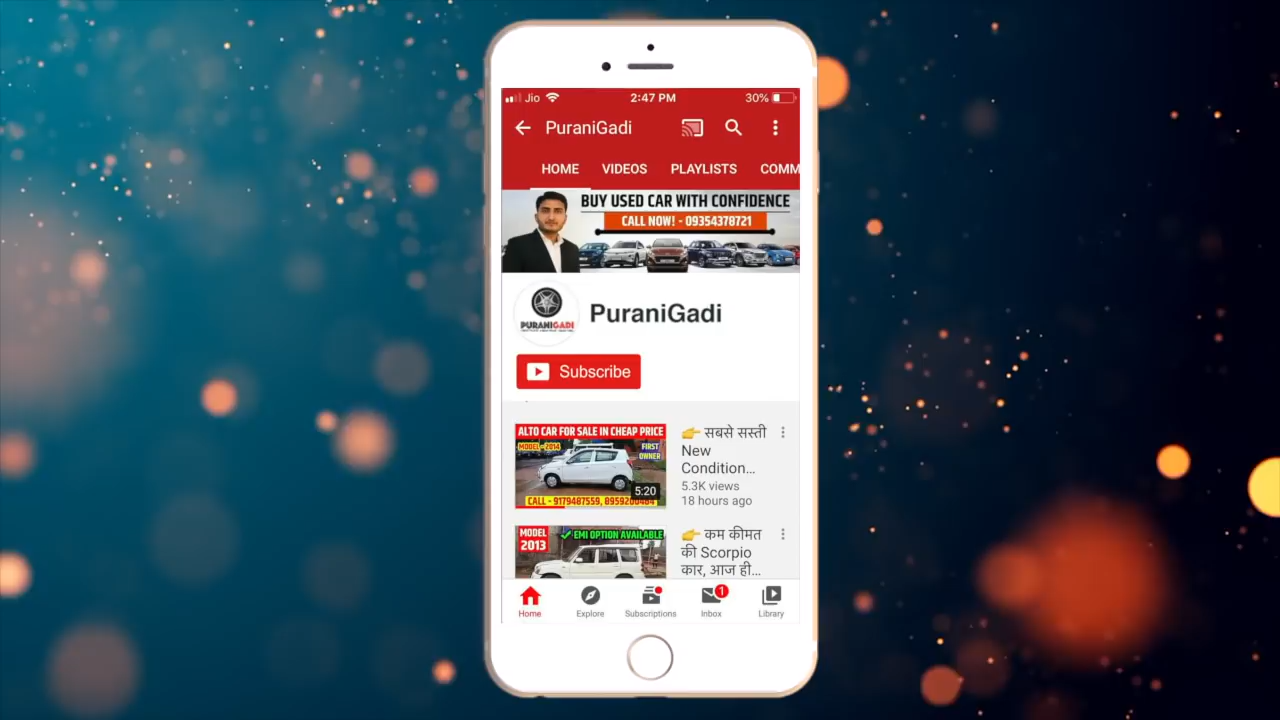 Jio
2:47 PM
30%
PuraniGadi
HOME VIDEOS PLAYLISTS COMM
BUY USED CAR WITH CONFIDENCE
CALL NOW! - 09354378721
PURANIGADI
PuraniGadi
Subscribe
ALTO CAR FOR SALE IN CHEAP PRICE
MODEL -2014
FIRST
OWNER
5:20
CALL - 9179487559, 8959200484
👉 सबसे सस्ती
New
Condition...
5.3K views
18 hours ago
MODEL
2013
✔EMI OPTION AVAILABLE
👉 कम कीमत
की Scorpio
कार, आज ही...
1
Home Explore Subscriptions Inbox Library